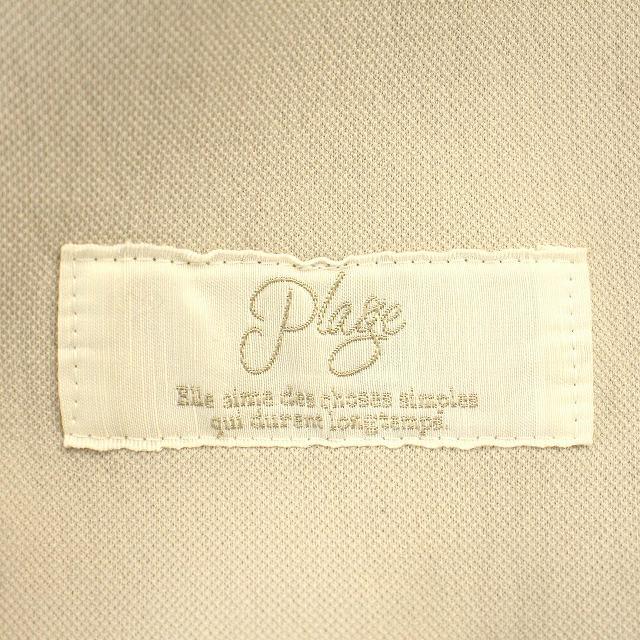 Plage
Elle aime des choses simples
qui durent longtemps.